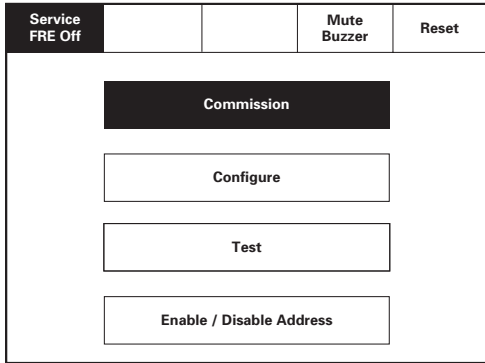 Service
FRE Off
Mute
Buzzer
Reset
Commission
Configure
Test
Enable / Disable Address